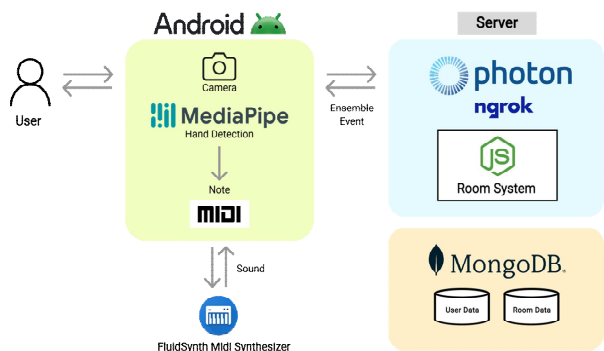 Android
Server
User
Camera
MediaPipe
Hand Detection
Note
MIDI
Sound
FluidSynth Midi Synthesizer
Ensemble
Event
photon
ngrok
JS
Room System
MongoDB®
User Data
Room Data